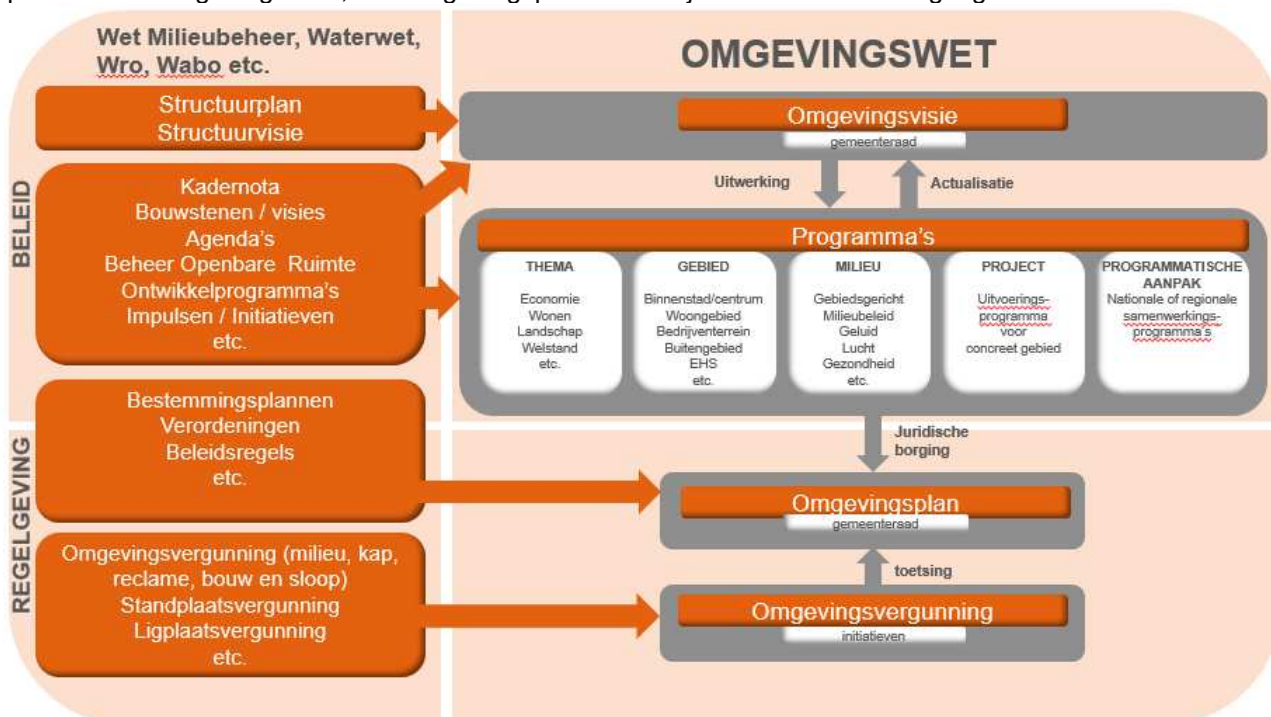 Wet Milieubeheer, Waterwet,
Wro, Wabo etc.
OMGEVINGSWET
BELEID
Structuurplan
Structuurvisie
Kadernota
Bouwstenen / visies
Agenda's
Beheer Openbare Ruimte
Ontwikkelprogramma's
Impulsen / Initiatieven
etc.
Omgevingsvisie
gemeenteraad
Uitwerking
Actualisatie
Programma's
THEMA
Economie
Wonen
Landschap
Welstand
etc.
GEBIED
Binnenstad/centrum
Woongebied
Bedrijventerrein
Buitengebied
EHS
etc.
MILIEU
Gebiedsgericht
Milieubeleid
Geluid
Lucht
Gezondheid
etc.
PROJECT
Uitvoerings-
programma
voor
concreet gebied
PROGRAMMATISCHE
AANPAK
Nationale of regionale
samenwerkings-
programma's
REGELGEVING
Bestemmingsplannen
Verordeningen
Beleidsregels
etc.
Juridische
borging
Omgevingsplan
gemeenteraad
toetsing
Omgevingsvergunning (milieu, kap,
reclame, bouw en sloop)
Standplaatsvergunning
Ligplaatsvergunning
etc.
Omgevingsvergunning
initiatieven